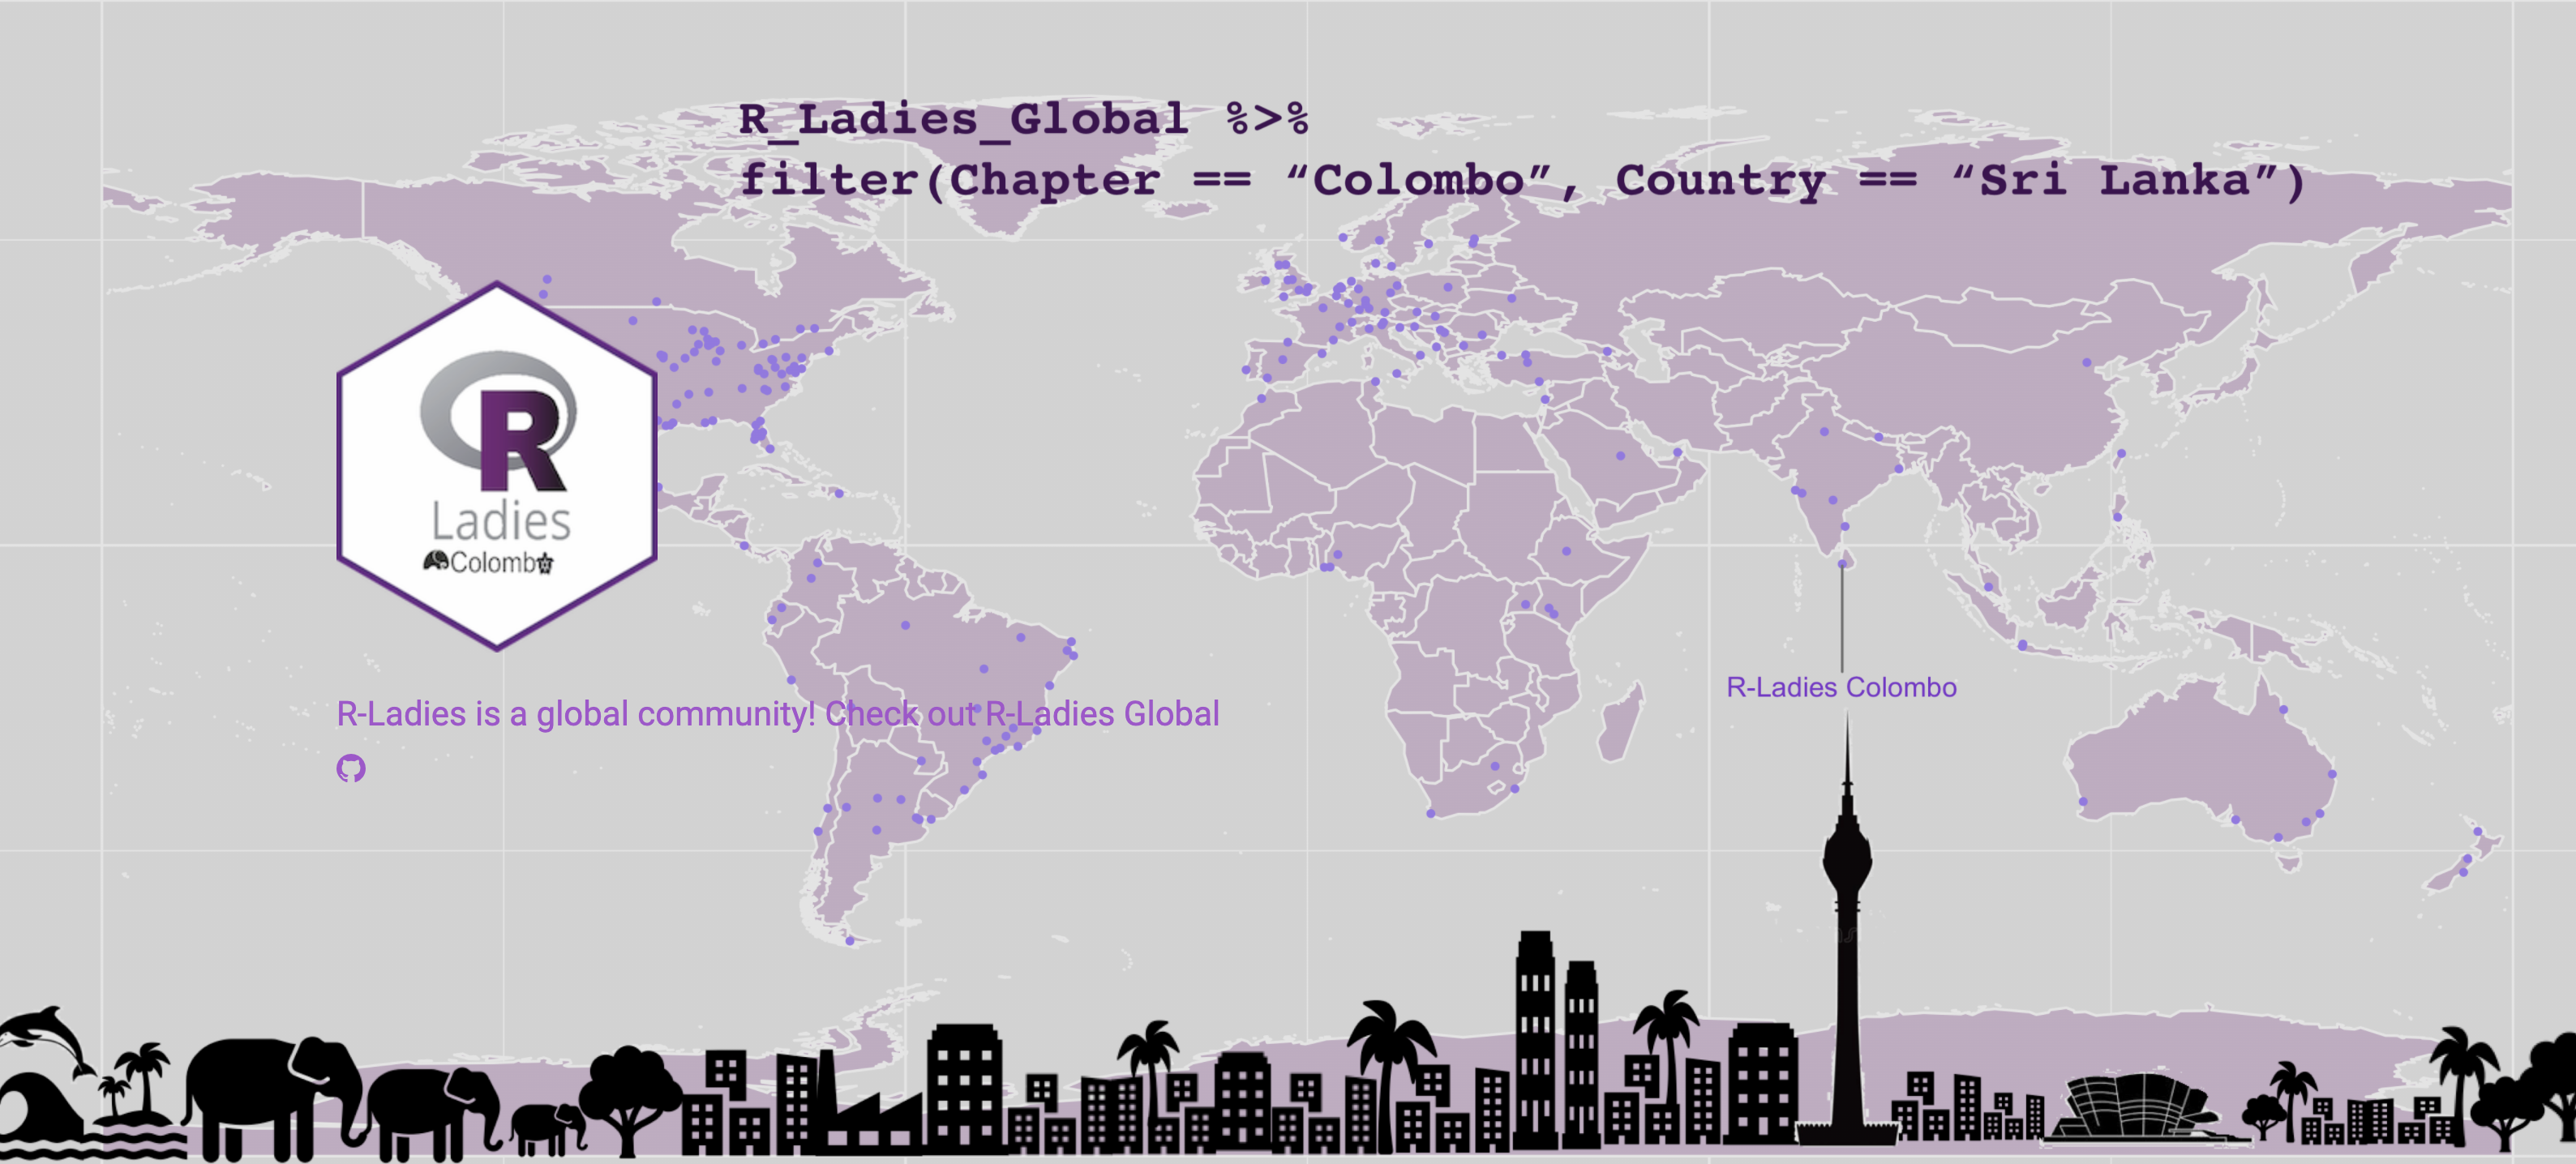 R_Ladies_Global %>%
filter(Chapter == “Colombo”, Country == “Sri Lanka”)
R
Ladies
Colombo
R-Ladies is a global community! Check out R-Ladies Global
R-Ladies Colombo